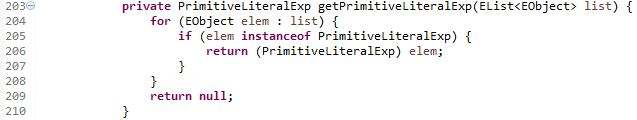 203 private PrimitiveLiteralExp getPrimitiveLiteralExp(EList<EObject> list) {
204 for (EObject elem : list) {
205 if (elem instanceof PrimitiveLiteralExp) {
206 return (PrimitiveLiteralExp) elem;
207 }
208 }
209 return null;
210 }